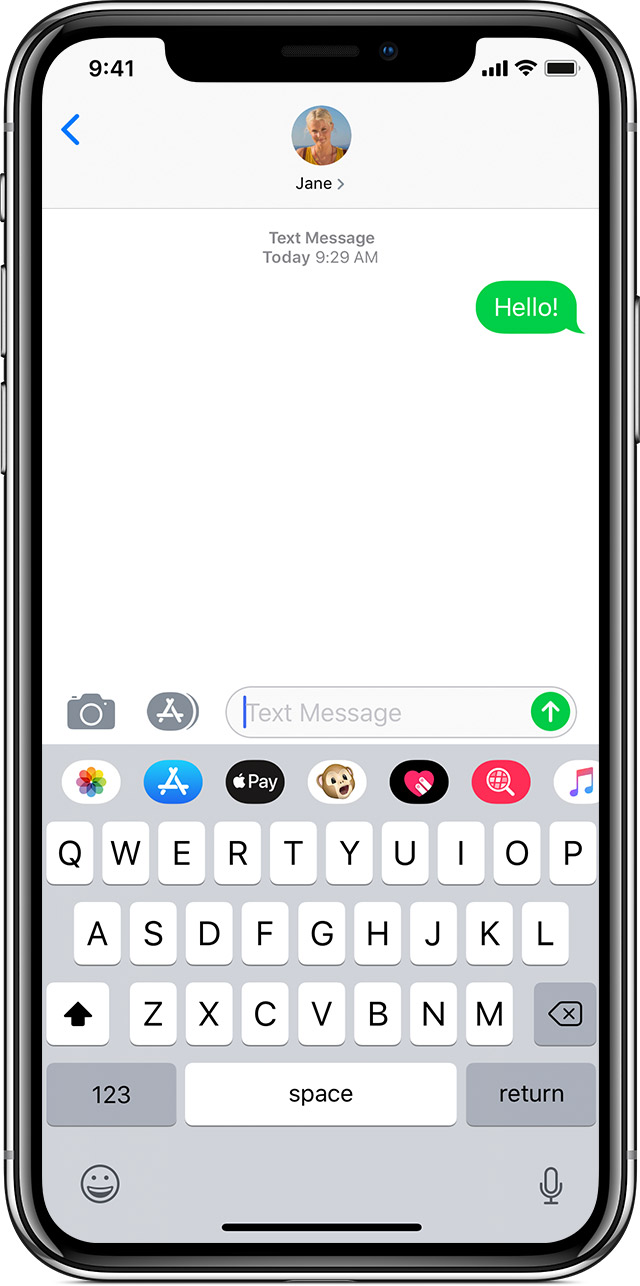 9:41
Jane
Text Message
Today 9:29 AM
Hello!
Text Message
Pay
Q W E R T Y U I O P
A S D F G H J K L
Z X C V B N M
123 space return